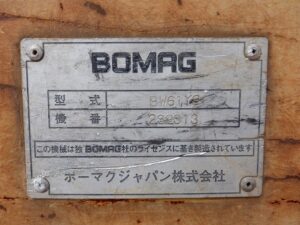 BOMAG
型式
機番
この機械は独BOMAG社のライセンスに基き製造されています
ボーマクジャパン株式会社